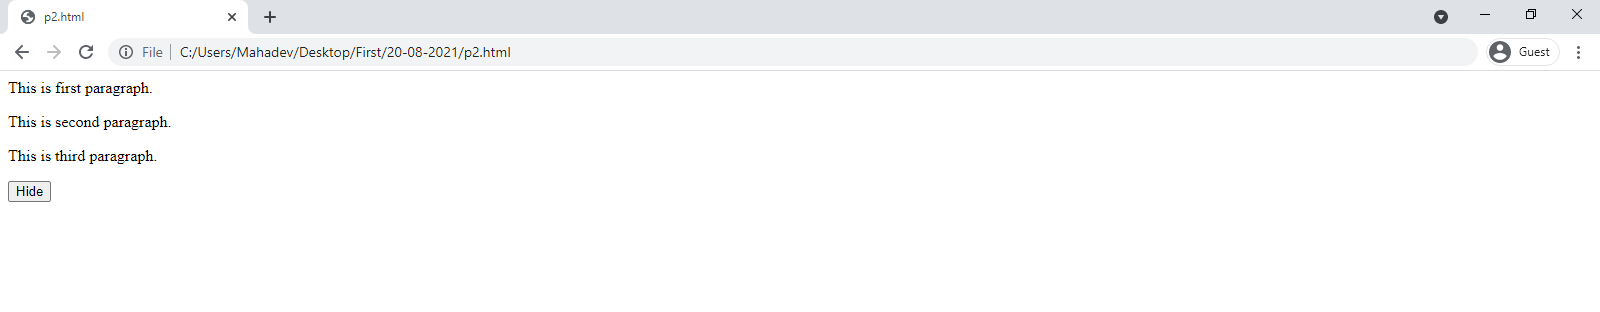 p2.html
File C:/Users/Mahadev/Desktop/First/20-08-2021/p2.html
Guest
This is first paragraph.
This is second paragraph.
This is third paragraph.
Hide